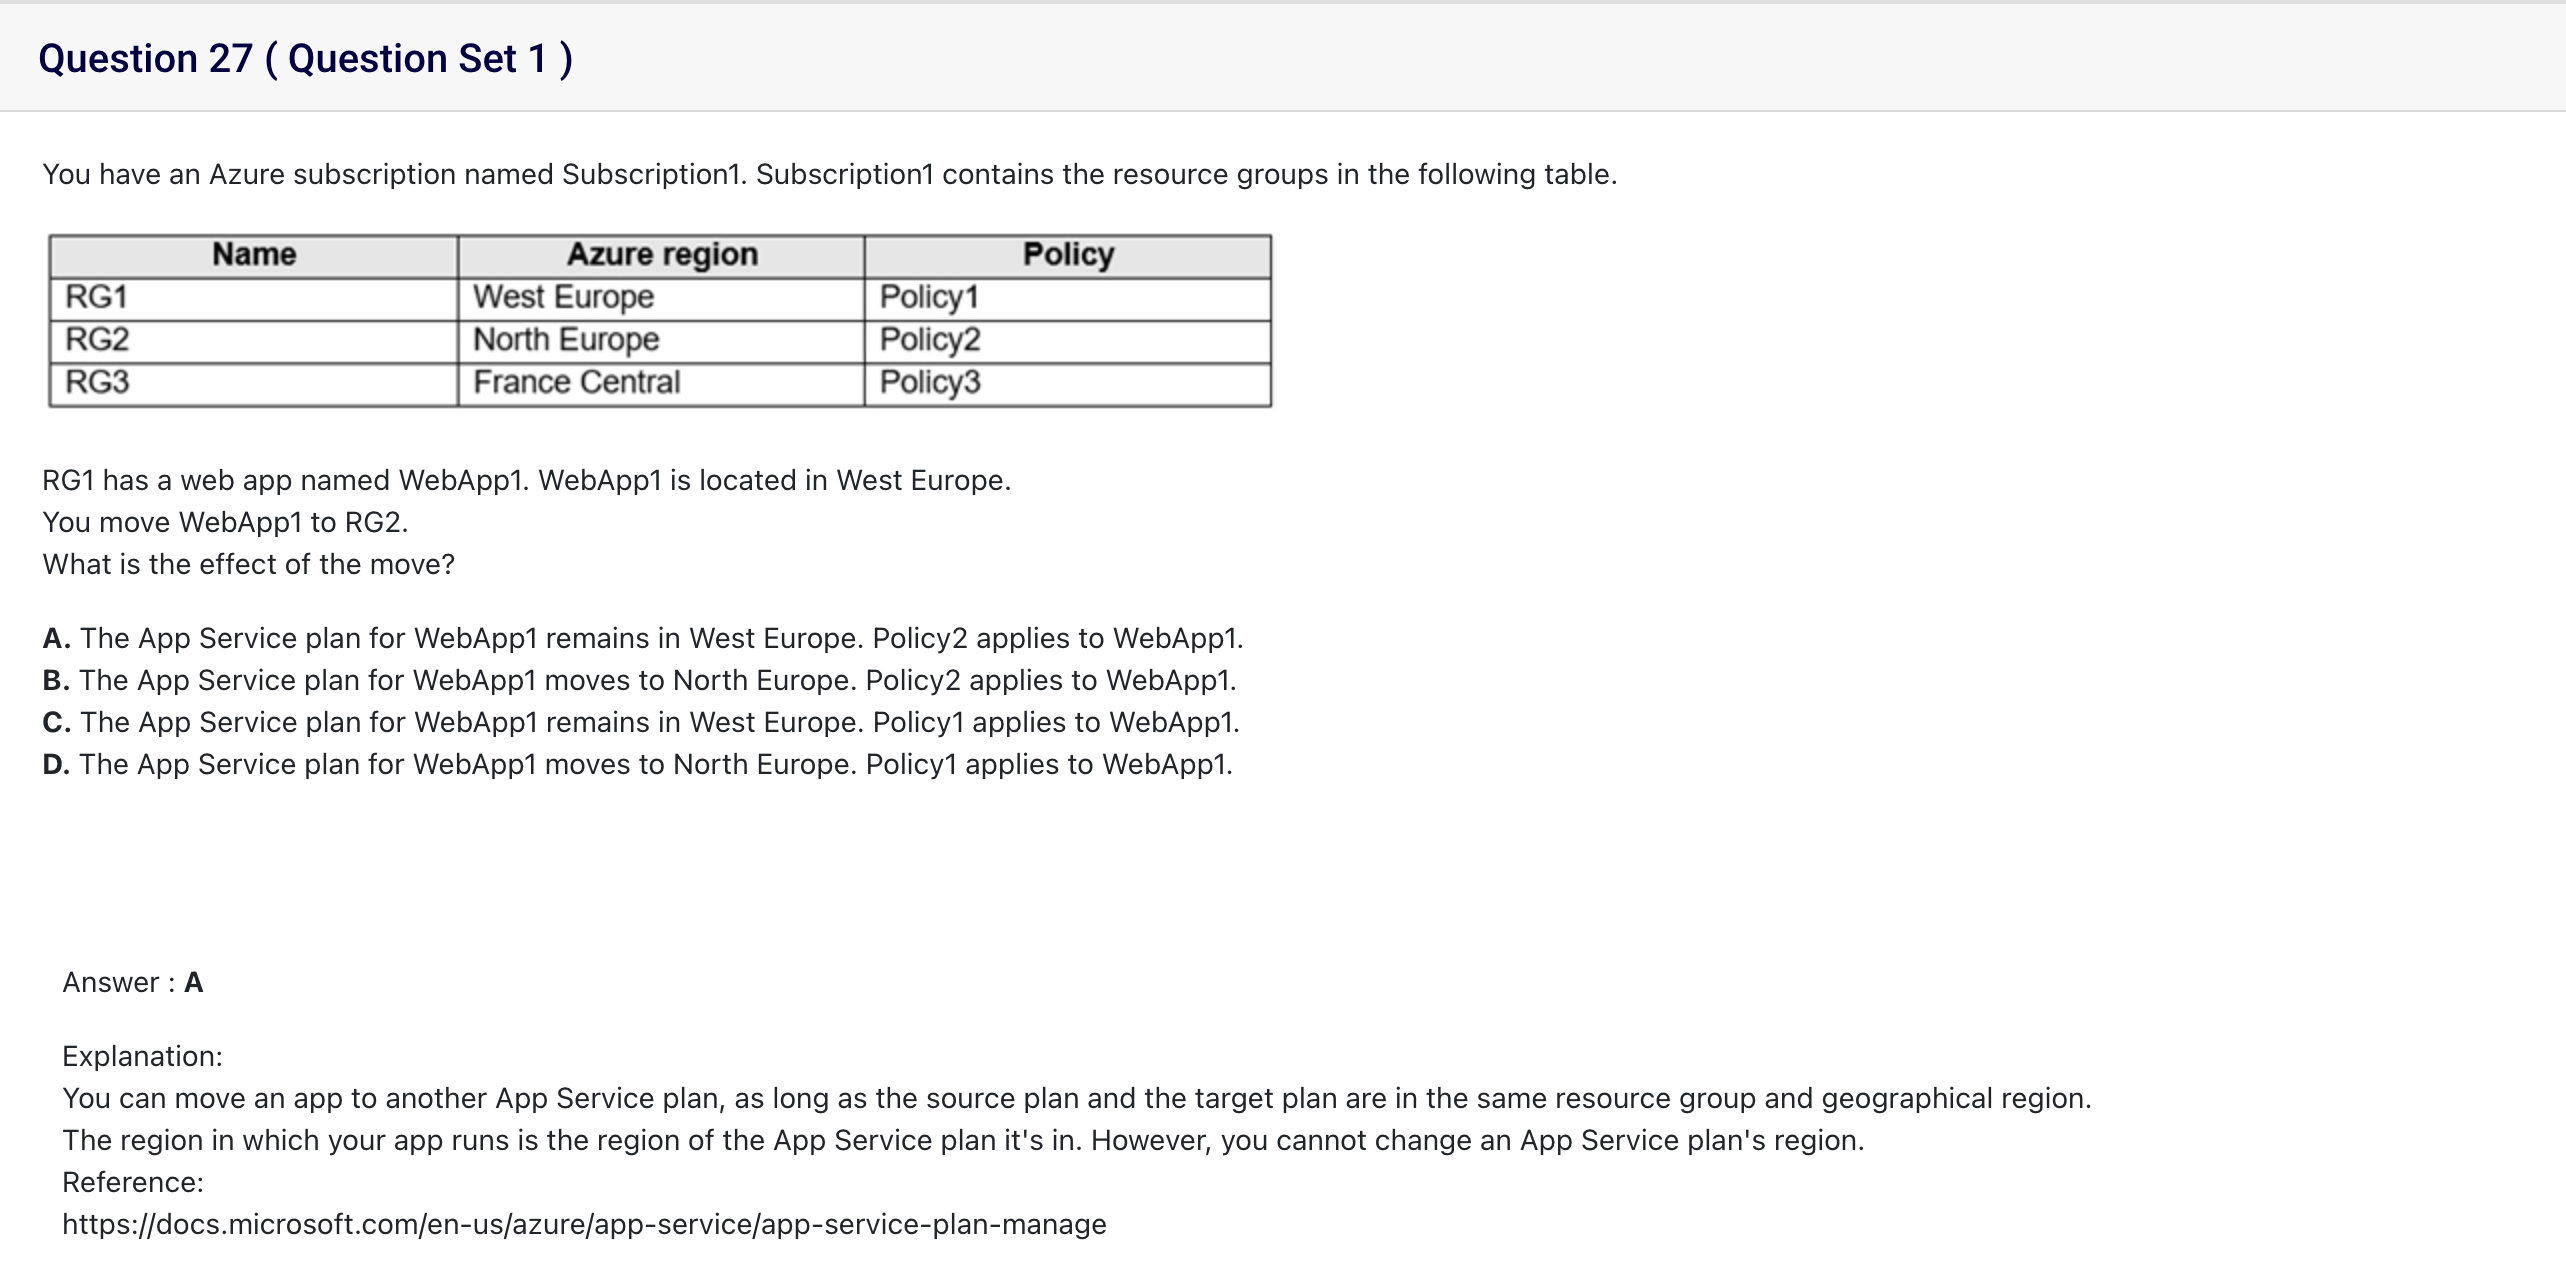 Question 27 ( Question Set 1 )
You have an Azure subscription named Subscription1. Subscription1 contains the resource groups in the following table.
Name Azure region Policy
RG1 West Europe Policy1
RG2 North Europe Policy2
RG3 France Central Policy3
RG1 has a web app named WebApp1. WebApp1 is located in West Europe.
You move WebApp1 to RG2.
What is the effect of the move?
A. The App Service plan for WebApp1 remains in West Europe. Policy2 applies to WebApp1.
B. The App Service plan for WebApp1 moves to North Europe. Policy2 applies to WebApp1.
C. The App Service plan for WebApp1 remains in West Europe. Policy1 applies to WebApp1.
D. The App Service plan for WebApp1 moves to North Europe. Policy1 applies to WebApp1.
Answer : A
Explanation:
You can move an app to another App Service plan, as long as the source plan and the target plan are in the same resource group and geographical region.
The region in which your app runs is the region of the App Service plan it's in. However, you cannot change an App Service plan's region.
Reference:
https://docs.microsoft.com/en-us/azure/app-service/app-service-plan-manage